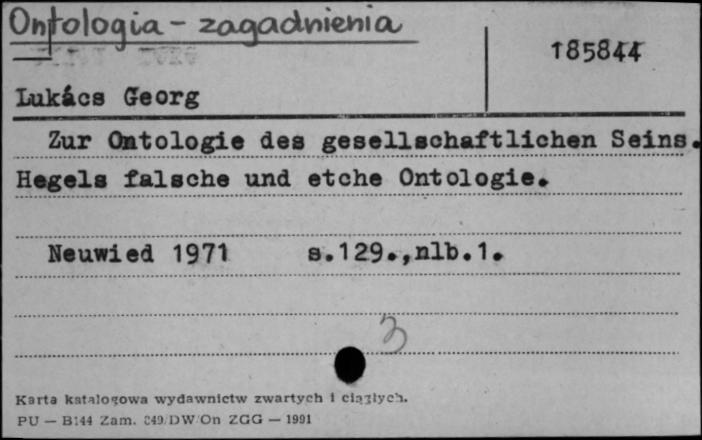 Ontologia - zagadnienia
185844
Lukács Georg
Zur Ontologie des gesellschaftlichen Seins.
Hegels falsche und etche Ontologie.
Neuwied 1971 s.129.,nlb.1.
3
Karta katalogowa wydawnictw zwartych i ciągłych.
PU — B144 Zam. 249/DW/On ZGG — 1991